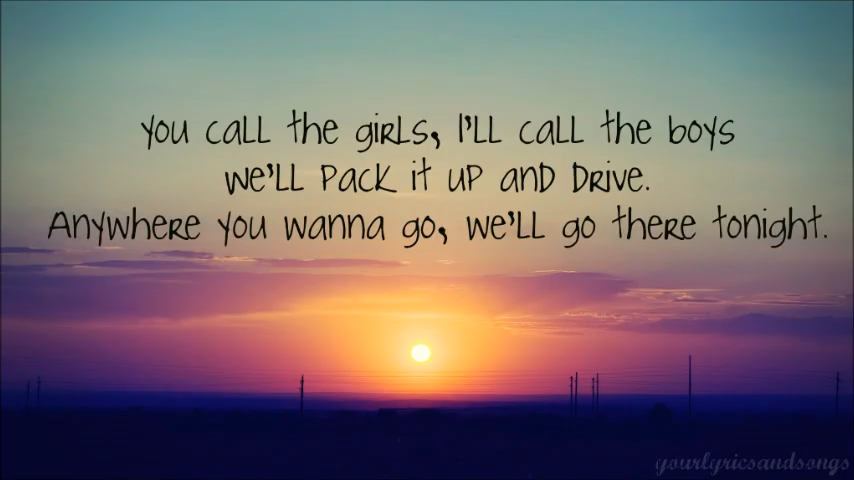 You call the girls, I'll call the boys
We'll pack it up and drive.
Anywhere you wanna go, we'll go there tonight.
yourlyricsandsongs